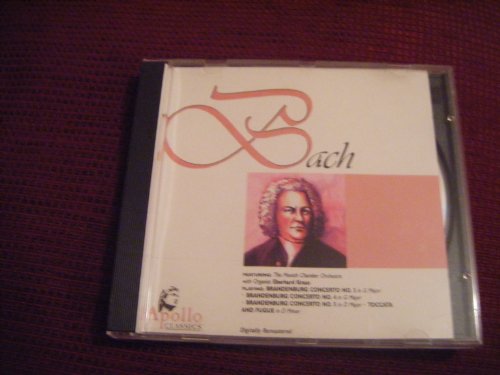 Bach
FEATURING: The Munich Chamber Orchestra
with Organist Eberhard Kraus
PLAYING: BRANDENBURG CONCERTO NO. 3 in G Major
- BRANDENBURG CONCERTO NO. 4 in G Major
BRANDENBURG CONCERTO NO. 5 in D Major - TOCCATA
AND FUGUE in D Minor
Apollo
CLASSICS
Digitally Remastered